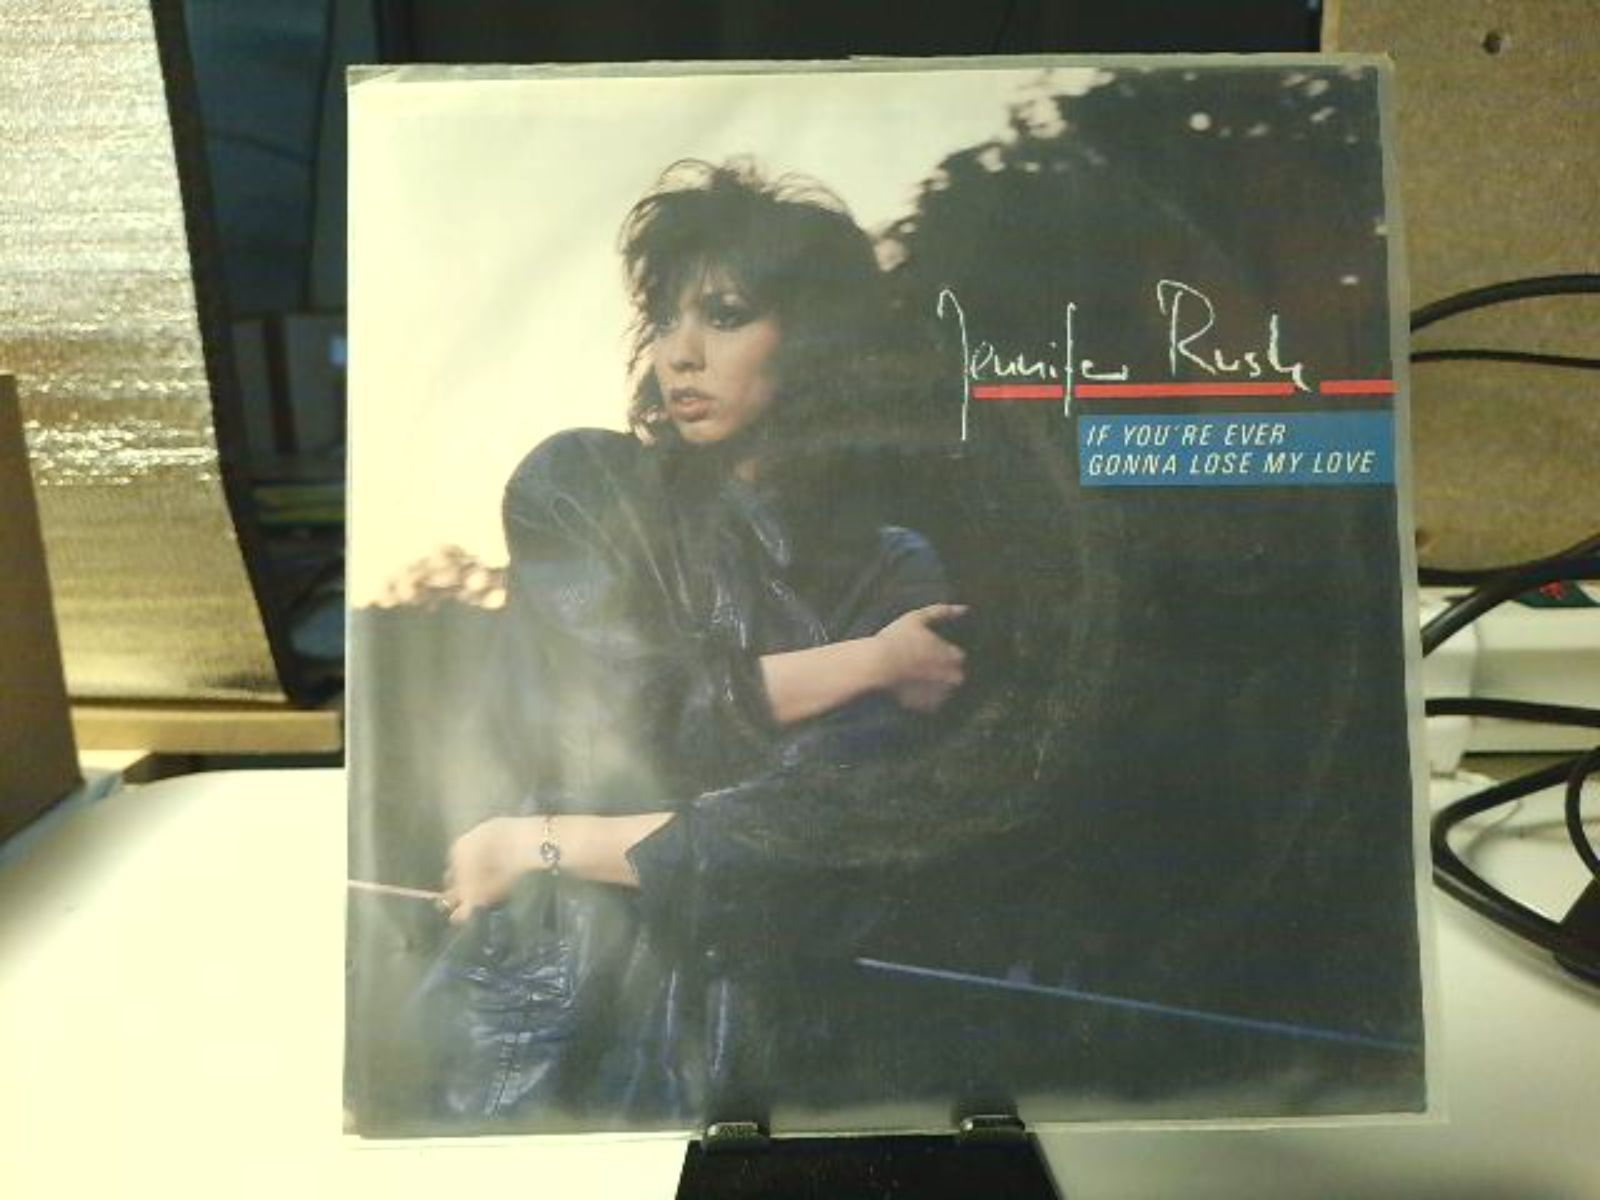 Jennifer Rush
IF YOU'RE EVER
GONNA LOSE MY LOVE